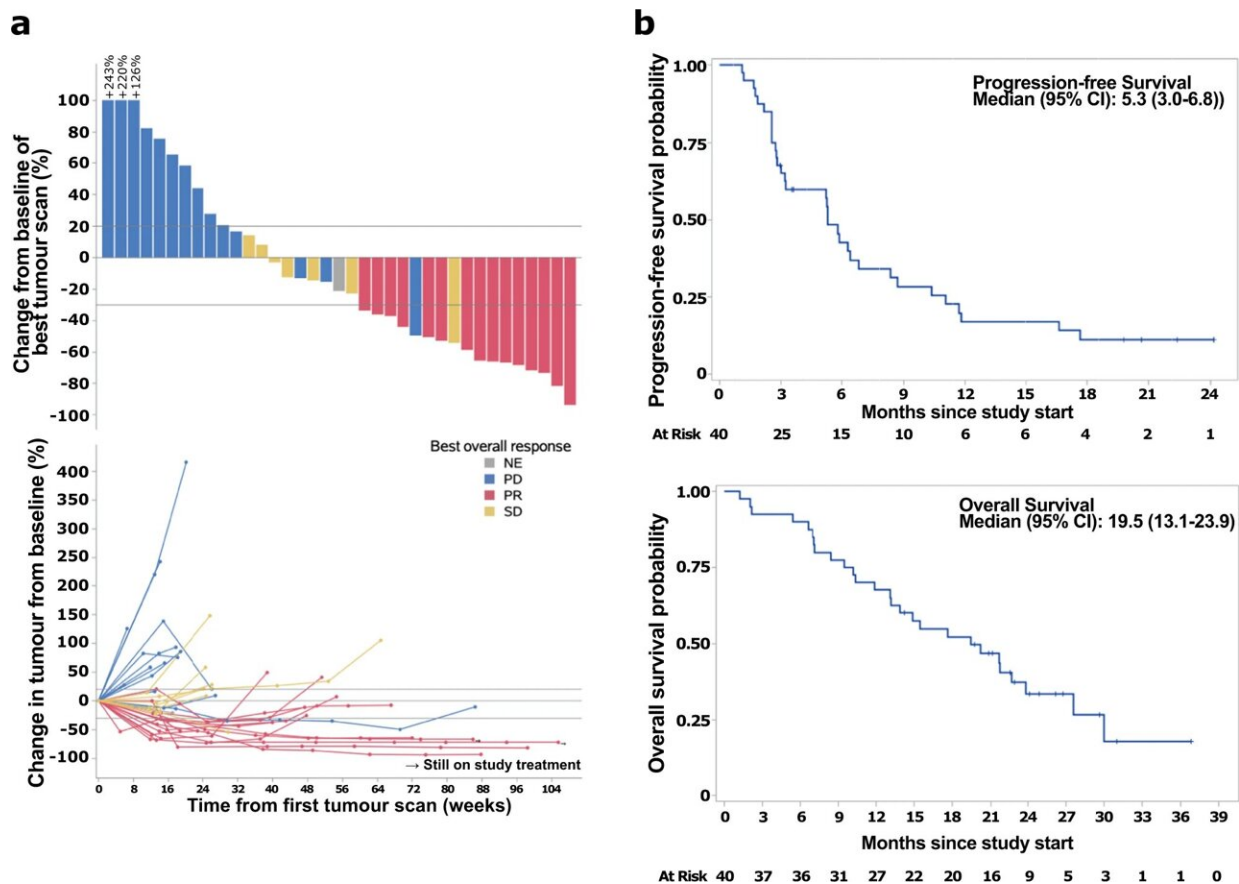 a
+243%
+220%
+126%
100
80
60
40
20
0
-20
-40
-60
-80
-100
Change from baseline of
best tumour scan (%)
Best overall response
NE
PD
PR
SD
400
350
300
250
200
150
100
50
0
-50
-100
Change in tumour from baseline (%)
→ Still on study treatment
0 8 16 24 32 40 48 56 64 72 80 88 96 104
Time from first tumour scan (weeks)
b
Progression-free Survival
Median (95% CI): 5.3 (3.0-6.8))
1.00
0.75
0.50
0.25
0
Progression-free survival probability
0 3 6 9 12 15 18 21 24
Months since study start
At Risk 40 25 15 10 6 6 4 2 1
Overall Survival
Median (95% CI): 19.5 (13.1-23.9)
1.00
0.75
0.50
0.25
0
Overall survival probability
0 3 6 9 12 15 18 21 24 27 30 33 36 39
Months since study start
At Risk 40 37 36 31 27 22 20 16 9 5 3 1 1 0